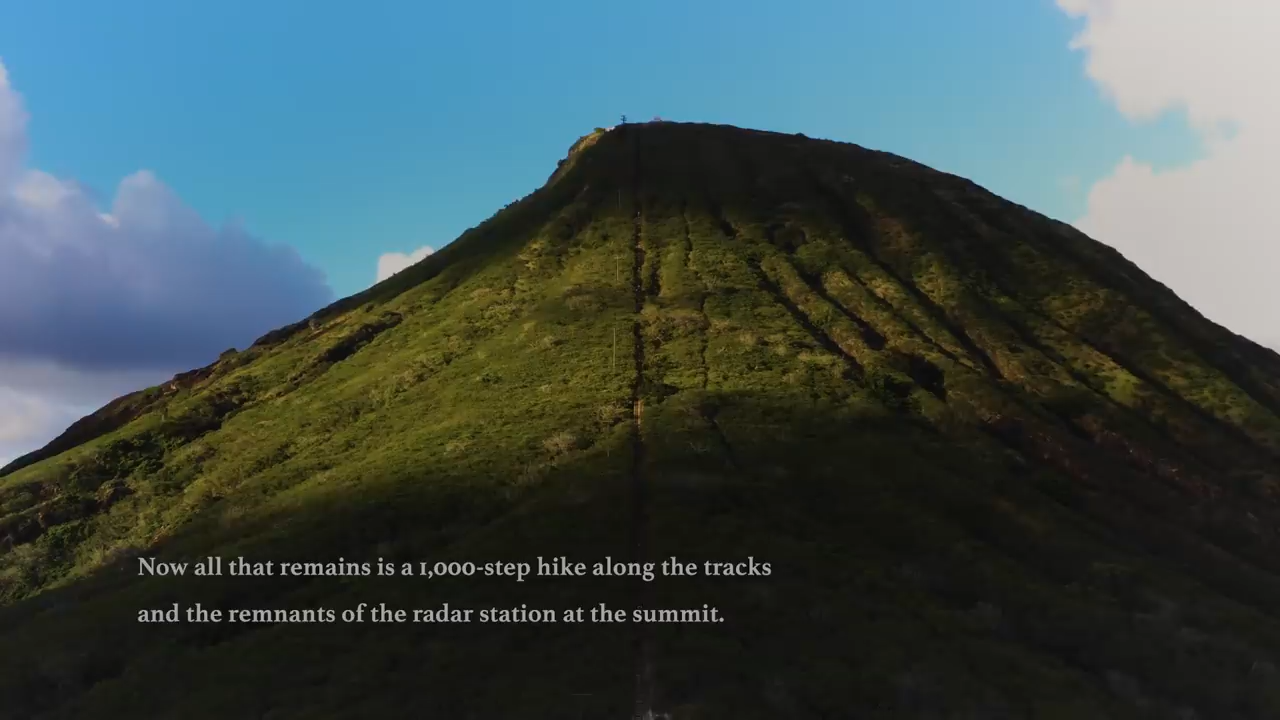 Now all that remains is a 1,000-step hike along the tracks
and the remnants of the radar station at the summit.